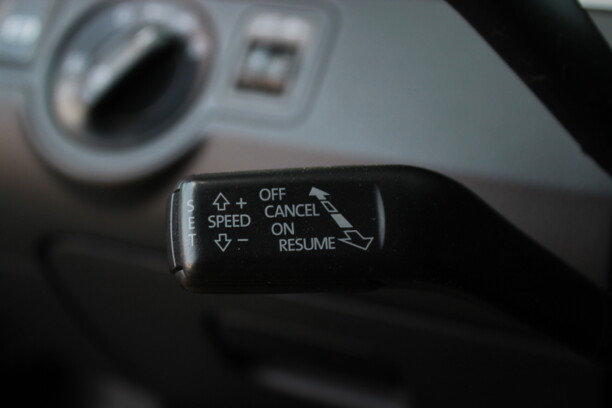 SET
+
SPEED
−
OFF
CANCEL
ON
RESUME